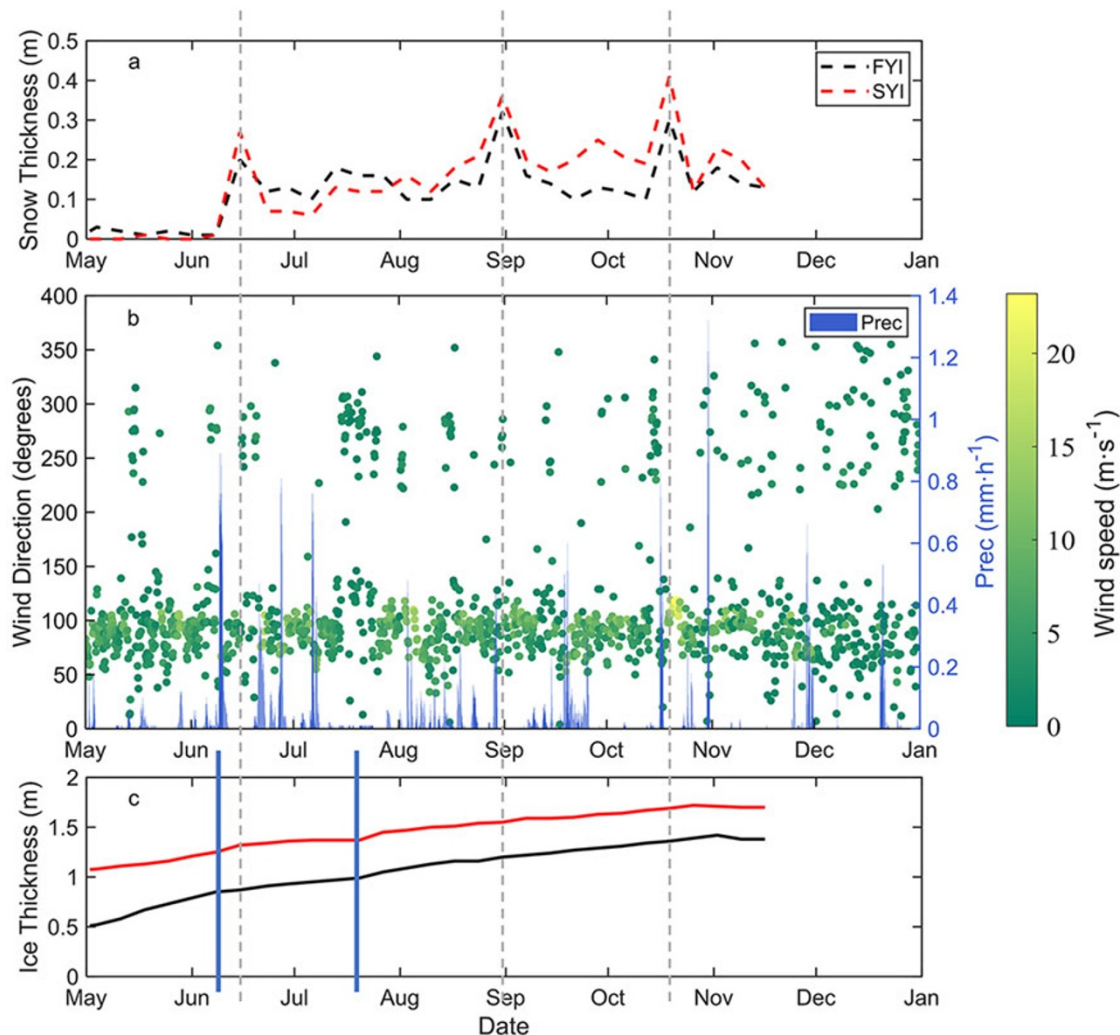 a
FYI
SYI
Snow Thickness (m)
0.5
0.4
0.3
0.2
0.1
0
May Jun Jul Aug Sep Oct Nov Dec Jan
b
Prec
Wind Direction (degrees)
400
350
300
250
200
150
100
50
0
1.4
1.2
1
0.8
0.6
0.4
0.2
0
Prec (mm·h⁻¹)
20
15
10
5
0
Wind speed (m·s⁻¹)
May Jun Jul Aug Sep Oct Nov Dec Jan
c
Ice Thickness (m)
2
1.5
1
0.5
0
May Jun Jul Aug Sep Oct Nov Dec Jan
Date